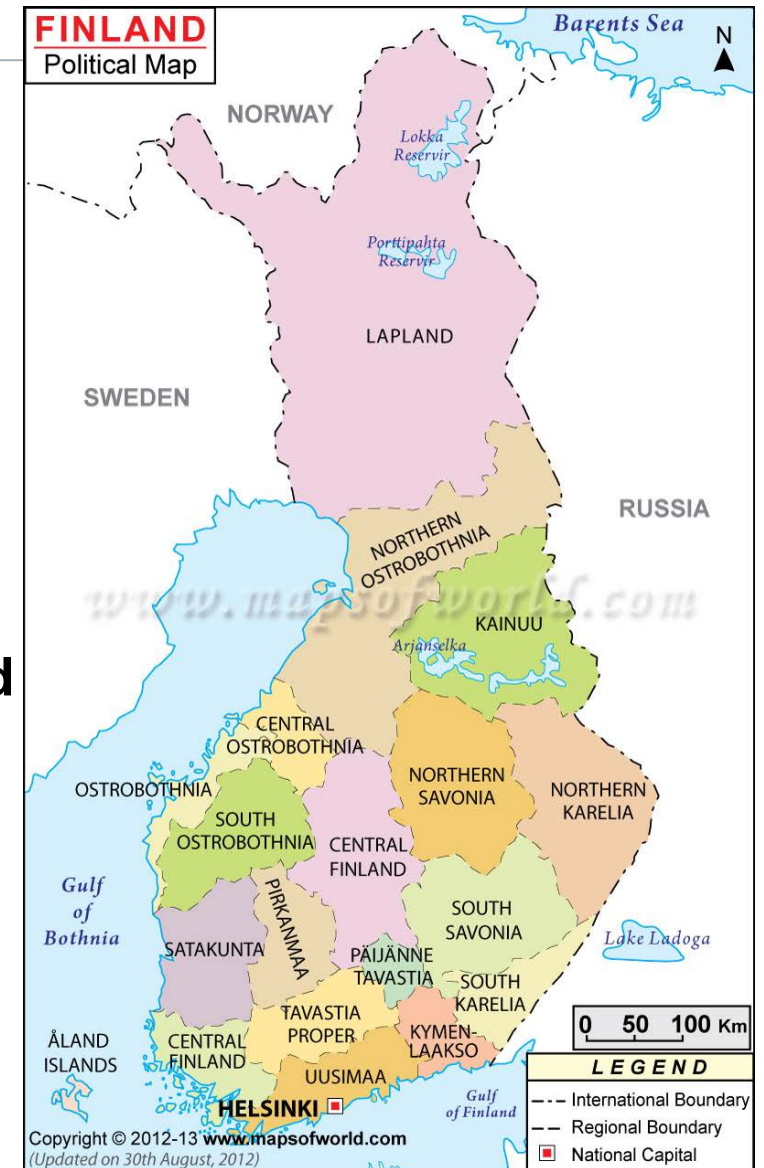 FINLAND
Political Map
Barents Sea
N
NORWAY
Lokka
Reservir
Porttipahta
Reservir
LAPLAND
SWEDEN
RUSSIA
NORTHERN
OSTROBOTHNIA
www.mapsofworld.com
KAINUU
Arjanselka
d
CENTRAL
OSTROBOTHNIA
OSTROBOTHNIA
NORTHERN
SAVONIA
NORTHERN
KARELIA
SOUTH
OSTROBOTHNIA
CENTRAL
FINLAND
Gulf
of
Bothnia
PIRKANMAA
SATAKUNTA
SOUTH
SAVONIA
Lake Ladoga
PÄIJÄNNE
TAVASTIA
SOUTH
KARELIA
TAVASTIA
PROPER
KYMEN-
LAAKSO
ÅLAND
ISLANDS
CENTRAL
FINLAND
UUSIMAA
HELSINKI
Gulf
of Finland
0 50 100 Km
LEGEND
International Boundary
Regional Boundary
National Capital
Copyright © 2012-13 www.mapsofworld.com
(Updated on 30th August, 2012)